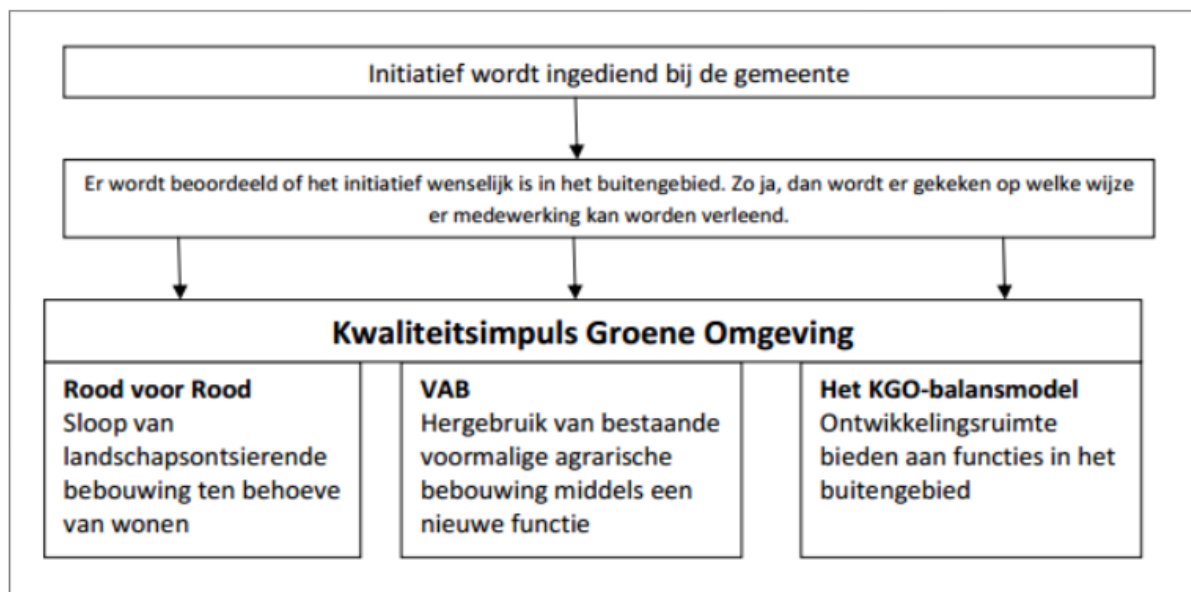 Initiatief wordt ingediend bij de gemeente
Er wordt beoordeeld of het initiatief wenselijk is in het buitengebied. Zo ja, dan wordt er gekeken op welke wijze
er medewerking kan worden verleend.
Kwaliteitsimpuls Groene Omgeving
Rood voor Rood
Sloop van
landschapsontsierende
bebouwing ten behoeve
van wonen
VAB
Hergebruik van bestaande
voormalige agrarische
bebouwing middels een
nieuwe functie
Het KGO-balansmodel
Ontwikkelingsruimte
bieden aan functies in het
buitengebied